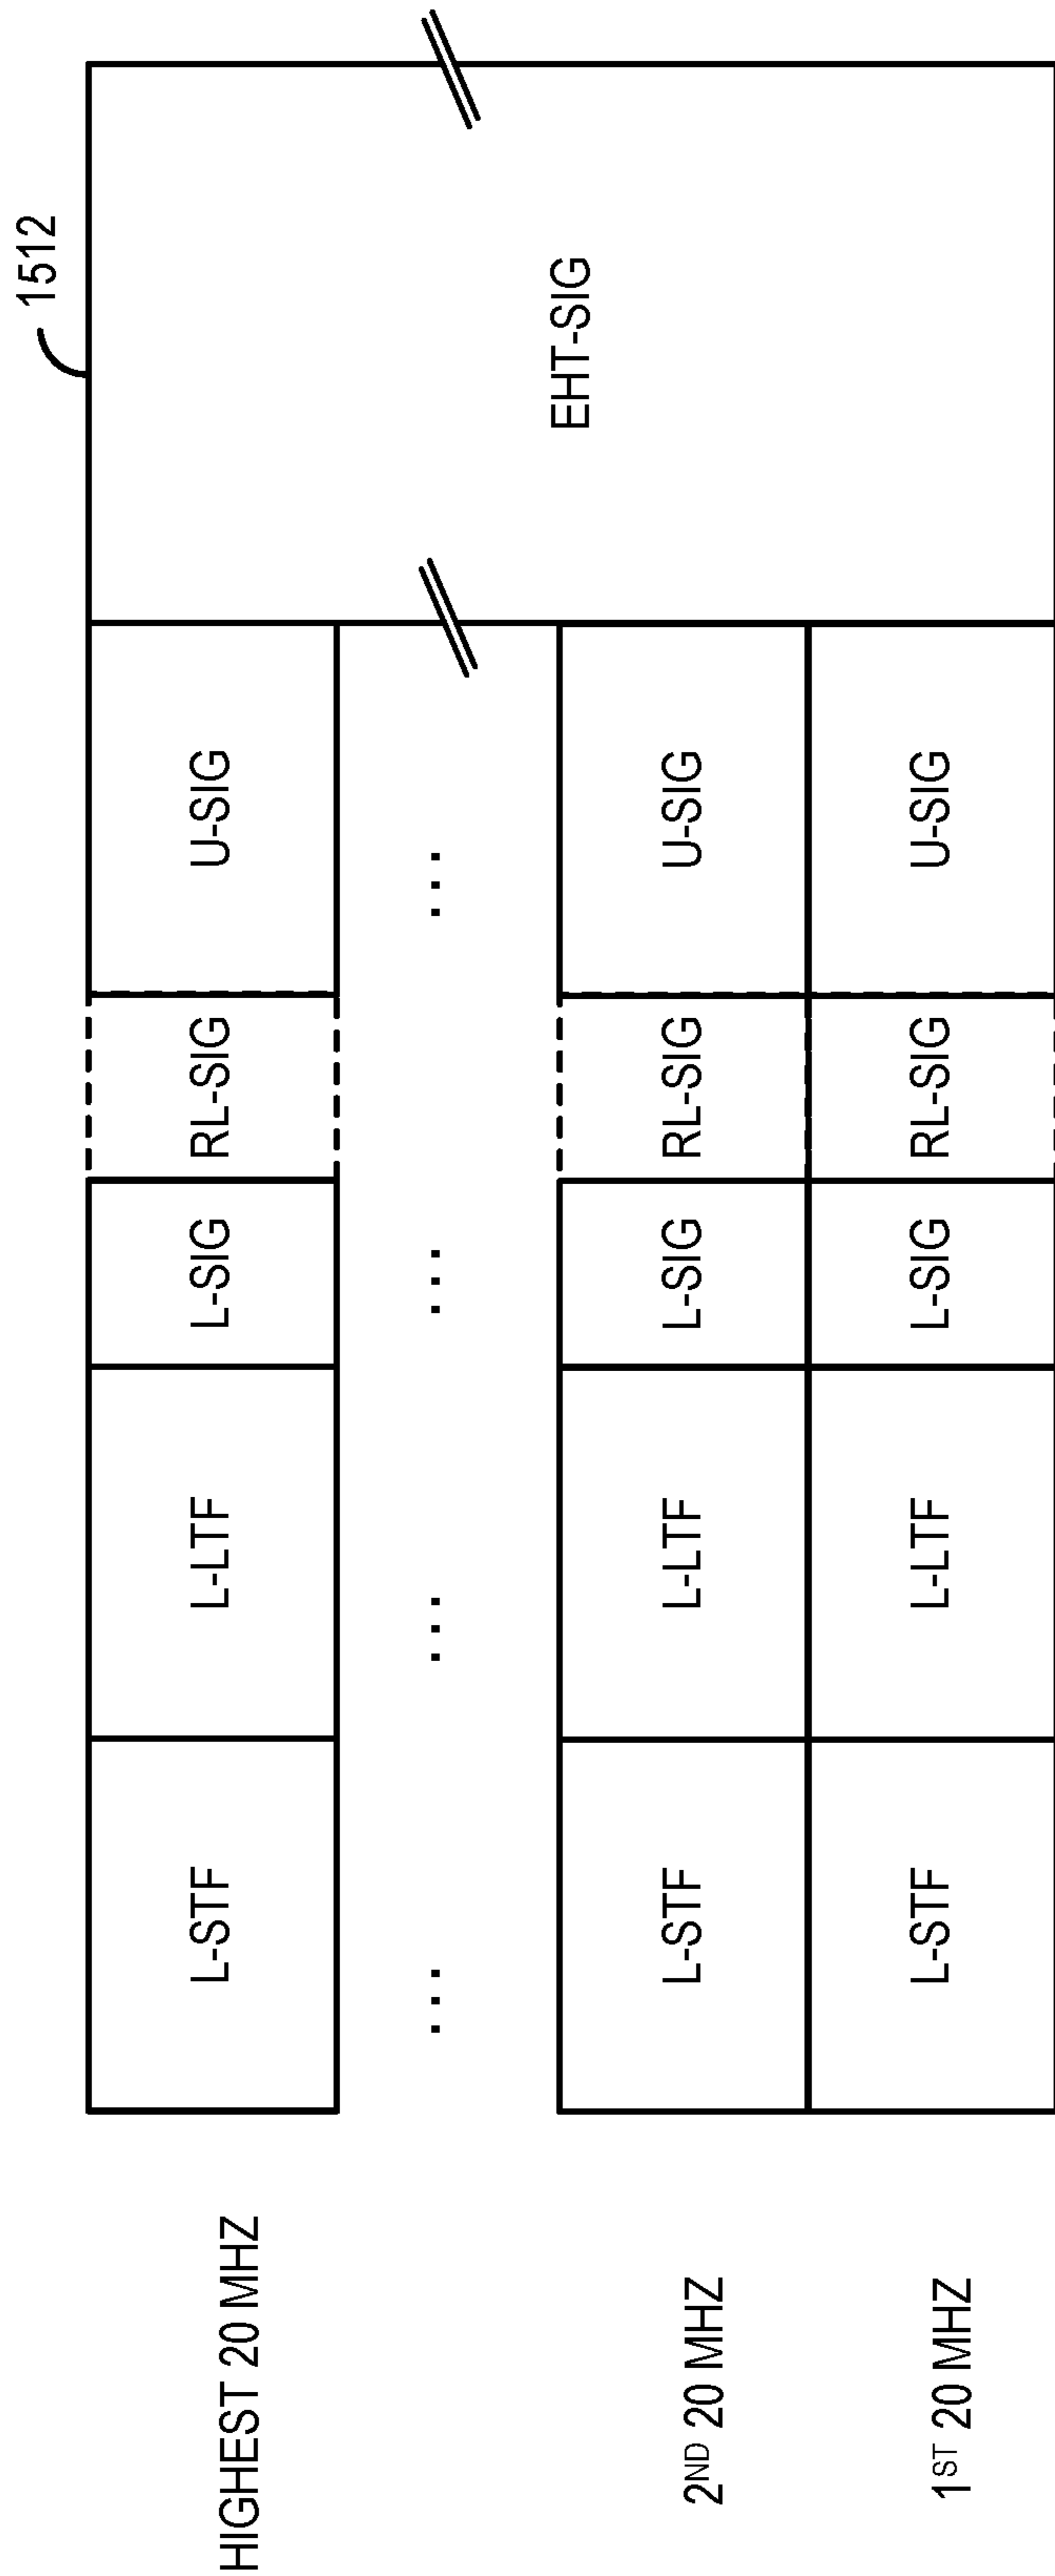 1512
HIGHEST 20 MHZ
L-STF
L-LTF
L-SIG
RL-SIG
U-SIG
EHT-SIG
... ... ... ...
2ND 20 MHZ
L-STF
L-LTF
L-SIG
RL-SIG
U-SIG
1ST 20 MHZ
L-STF
L-LTF
L-SIG
RL-SIG
U-SIG